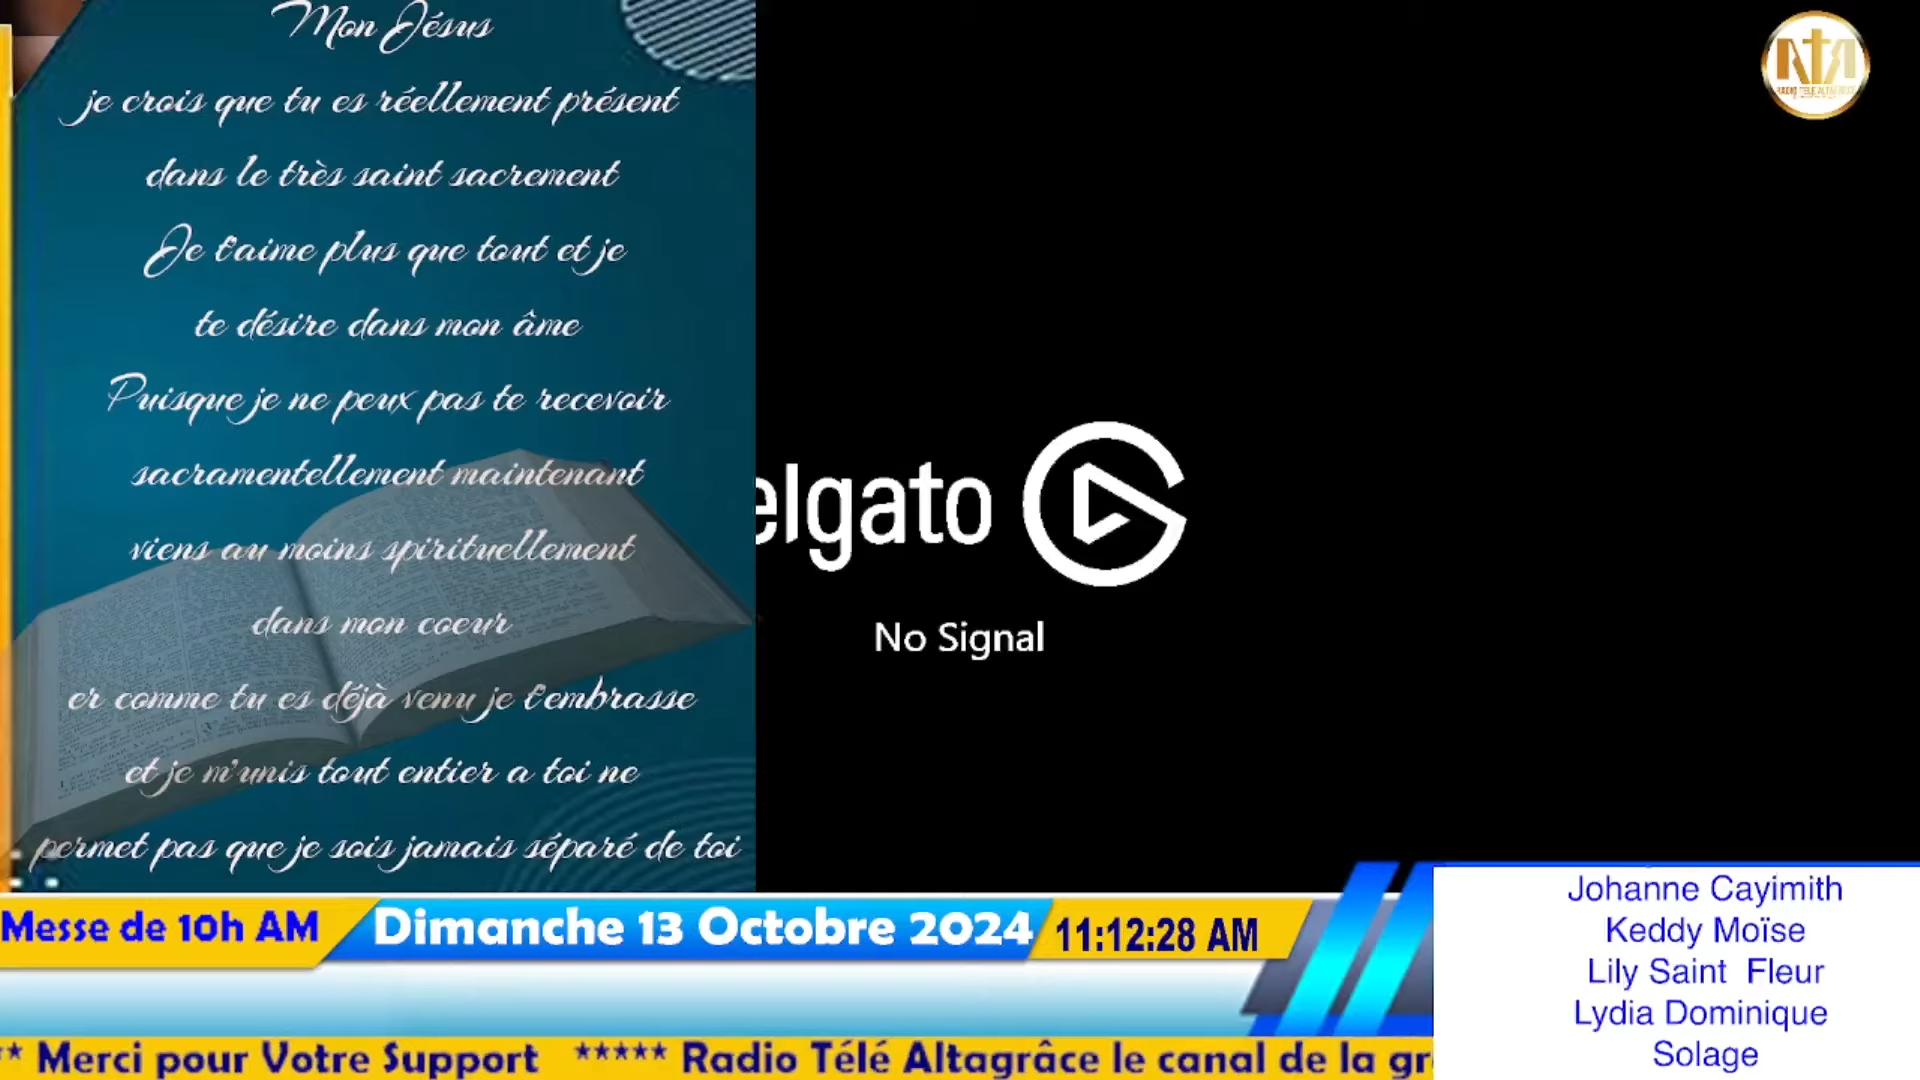 Mon Jésus
je crois que tu es réellement présent
dans le très saint sacrement
Je t'aime plus que tout et je
te désire dans mon âme
Puisque je ne peux pas te recevoir
sacramentellement maintenant
viens au moins spirituellement
dans mon coeur
er comme tu es déjà venu je t'embrasse
et je m'unis tout entier a toi ne
permet pas que je sois jamais séparé de toi
RTA
RADIO TELE ALTAGRACE
elgato
No Signal
Messe de 10h AM
Dimanche 13 Octobre 2024
11:12:28 AM
Johanne Cayimith
Keddy Moïse
Lily Saint Fleur
Lydia Dominique
Solage
** Merci pour Votre Support ***** Radio Télé Altagrâce le canal de la gr